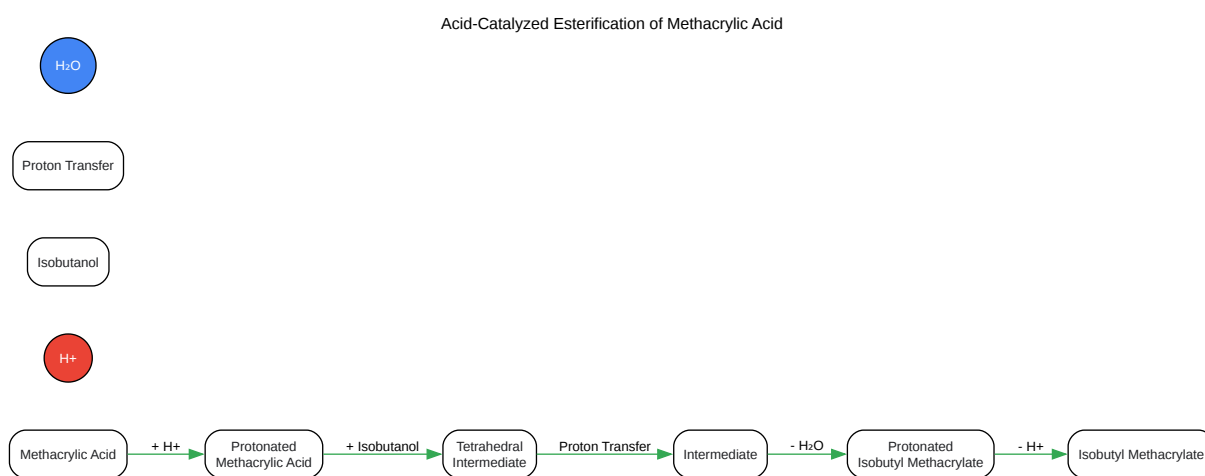 Acid-Catalyzed Esterification of Methacrylic Acid
H₂O
Proton Transfer
Isobutanol
H+
Methacrylic Acid
+ H+
Protonated
Methacrylic Acid
+ Isobutanol
Tetrahedral
Intermediate
Proton Transfer
Intermediate
- H₂O
Protonated
Isobutyl Methacrylate
- H+
Isobutyl Methacrylate